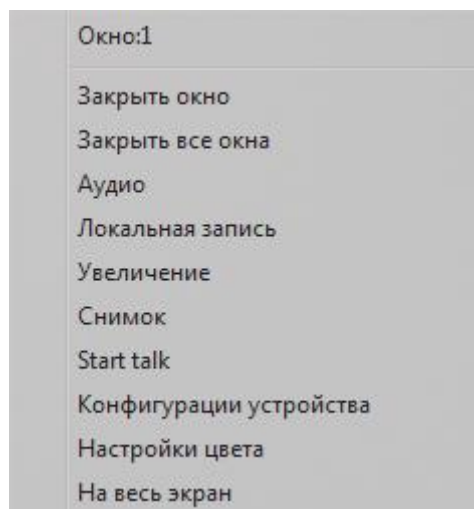 Окно:1
Закрыть окно
Закрыть все окна
Аудио
Локальная запись
Увеличение
Снимок
Start talk
Конфигурации устройства
Настройки цвета
На весь экран